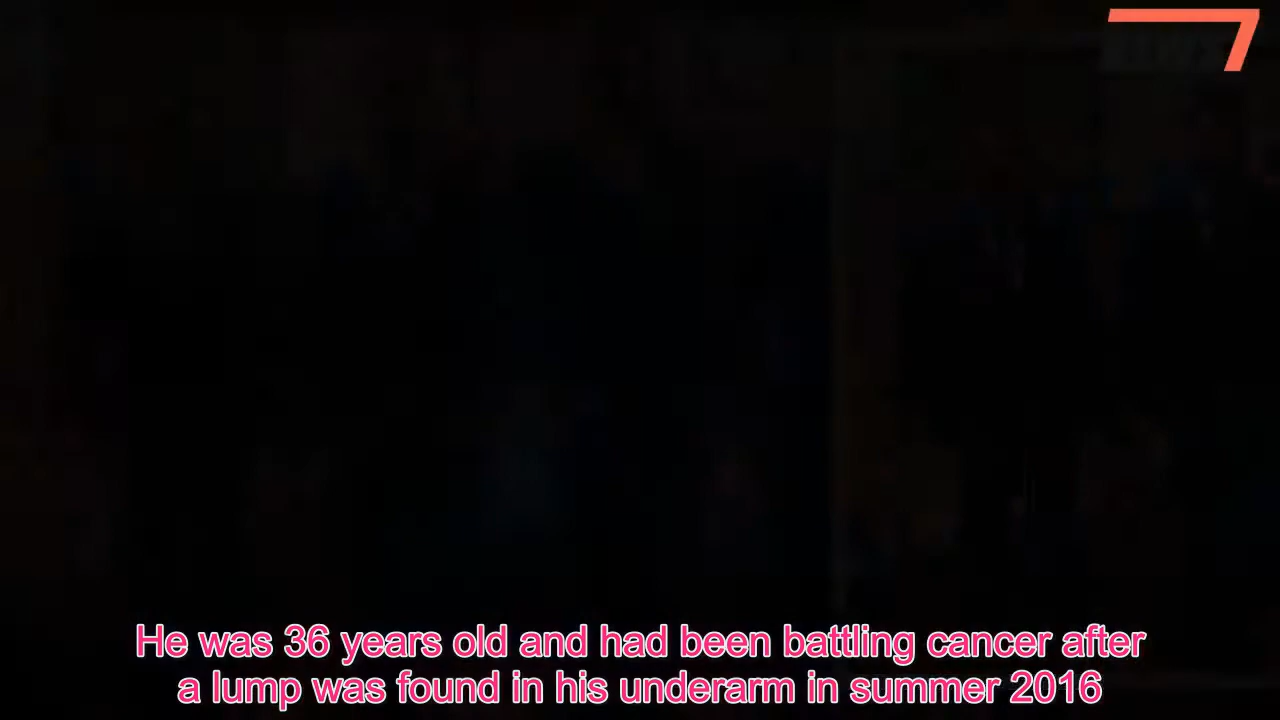 He was 36 years old and had been battling cancer after
a lump was found in his underarm in summer 2016